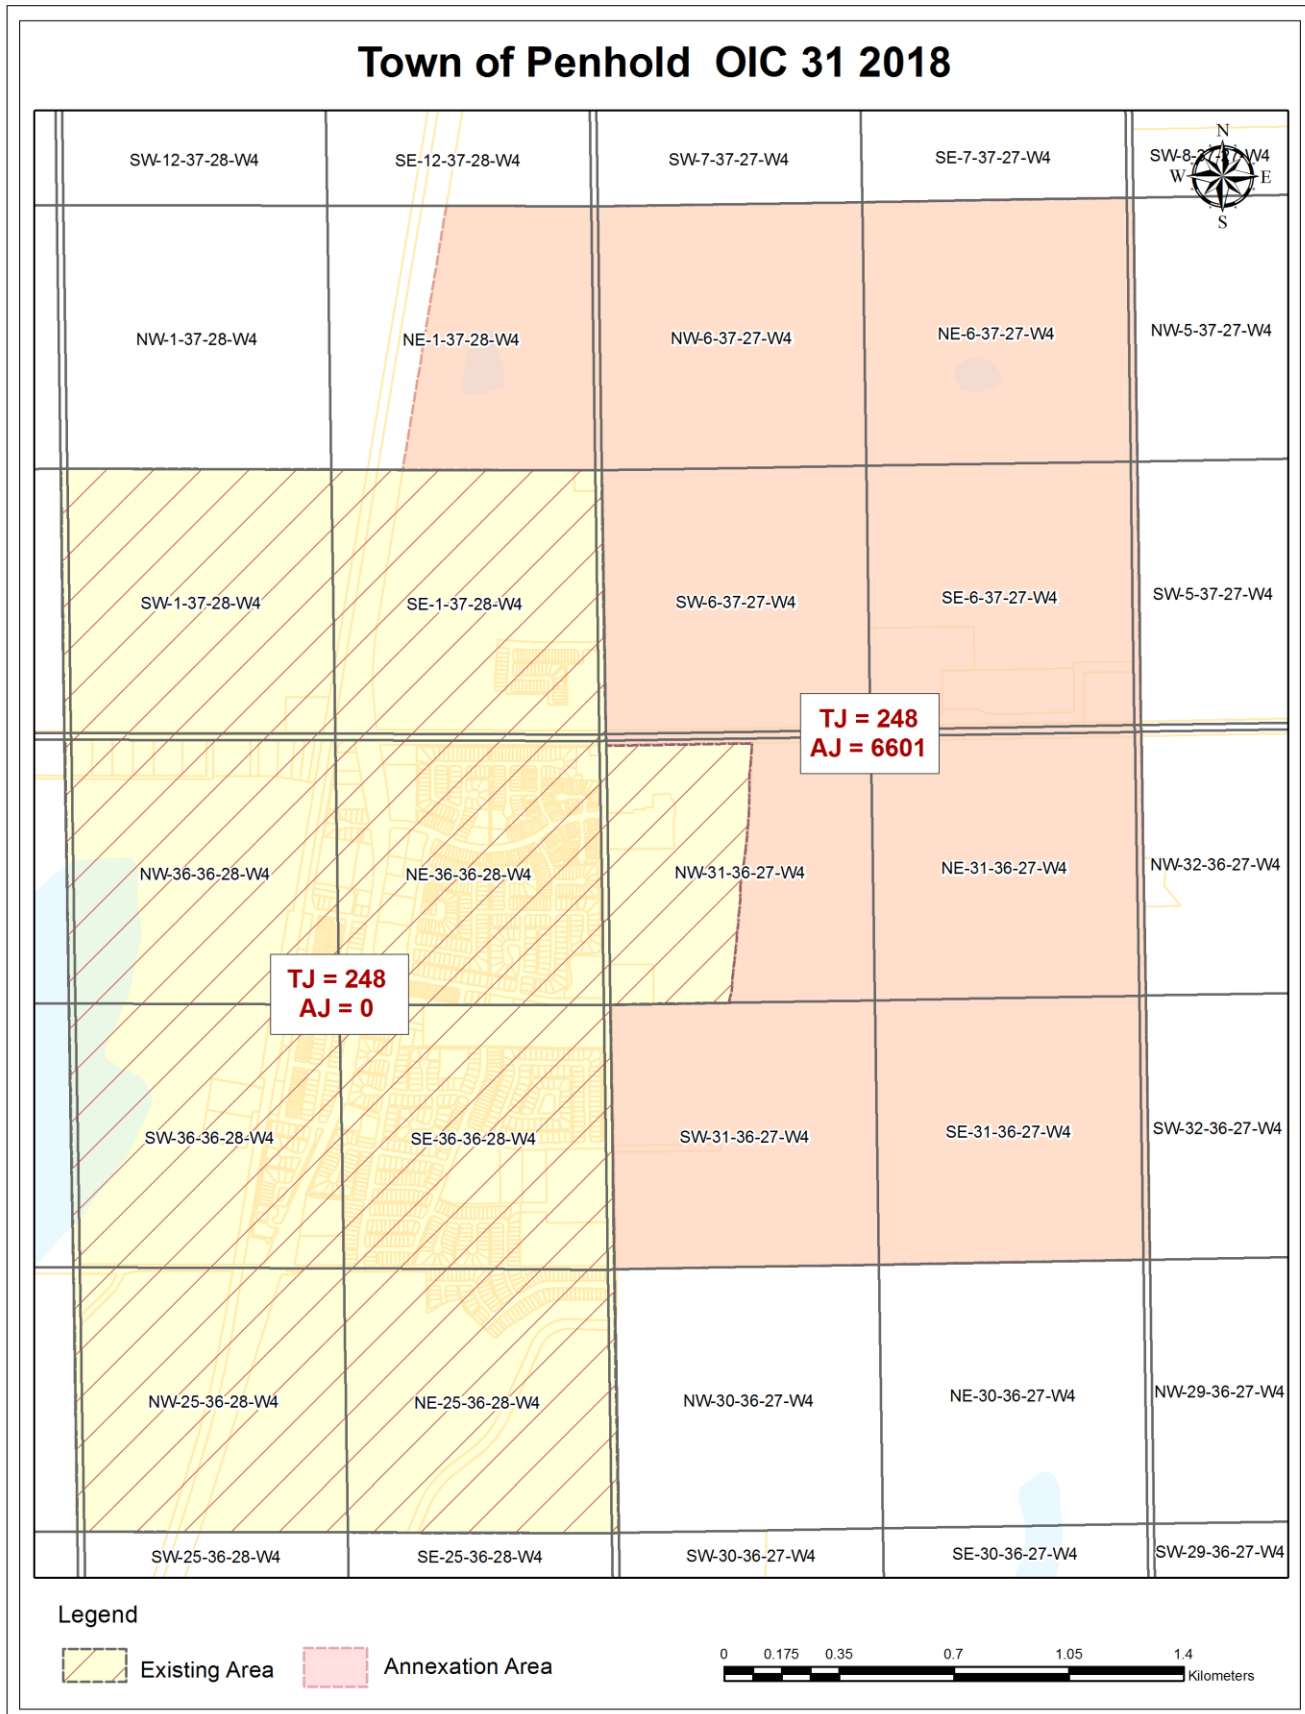 Town of Penhold OIC 31 2018
SW-12-37-28-W4 SE-12-37-28-W4 SW-7-37-27-W4 SE-7-37-27-W4 SW-8-37-27-W4
N
W E
S
NW-1-37-28-W4 NE-1-37-28-W4 NW-6-37-27-W4 NE-6-37-27-W4 NW-5-37-27-W4
SW-1-37-28-W4 SE-1-37-28-W4 SW-6-37-27-W4 SE-6-37-27-W4 SW-5-37-27-W4
TJ = 248
AJ = 6601
NW-36-36-28-W4 NE-36-36-28-W4 NW-31-36-27-W4 NE-31-36-27-W4 NW-32-36-27-W4
TJ = 248
AJ = 0
SW-36-36-28-W4 SE-36-36-28-W4 SW-31-36-27-W4 SE-31-36-27-W4 SW-32-36-27-W4
NW-25-36-28-W4 NE-25-36-28-W4 NW-30-36-27-W4 NE-30-36-27-W4 NW-29-36-27-W4
SW-25-36-28-W4 SE-25-36-28-W4 SW-30-36-27-W4 SE-30-36-27-W4 SW-29-36-27-W4
Legend
Existing Area Annexation Area
0 0.175 0.35 0.7 1.05 1.4
Kilometers